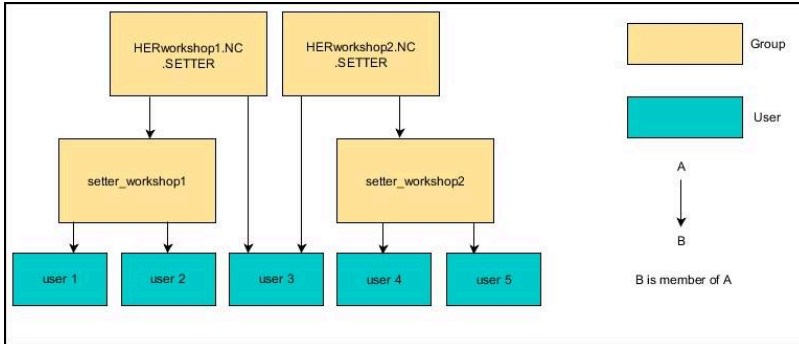 HERworkshop1.NC
.SETTER
HERworkshop2.NC
.SETTER
Group
User
setter_workshop1
setter_workshop2
A
B
user 1
user 2
user 3
user 4
user 5
B is member of A